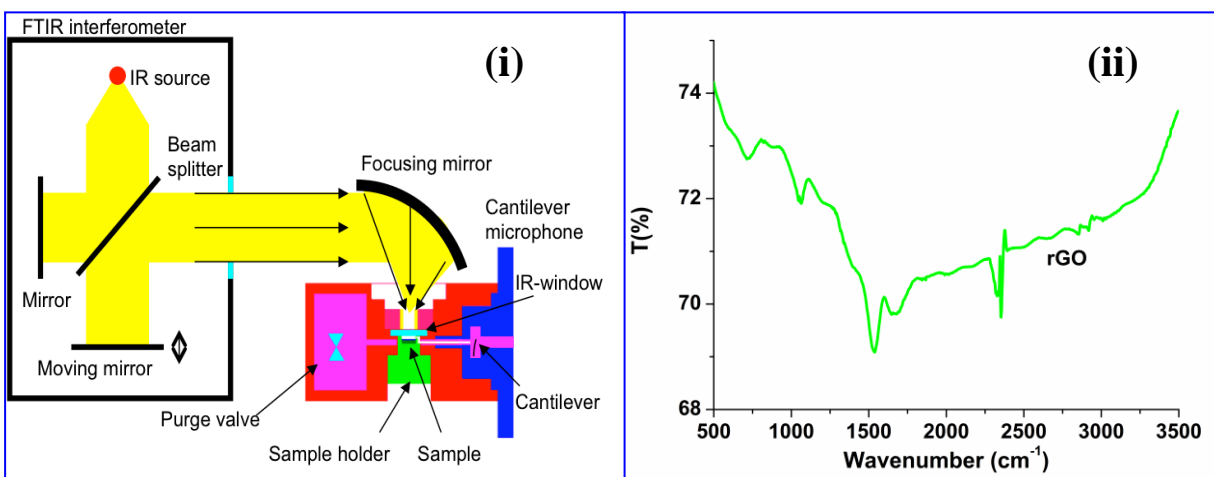 FTIR interferometer
(i)
IR source
Beam
splitter
Focusing mirror
Cantilever
microphone
IR-window
Mirror
Moving mirror
Purge valve
Cantilever
Sample holder
Sample
(ii)
T(%)
74
72
70
68
rGO
500
1000
1500
2000
2500
3000
3500
Wavenumber (cm⁻¹)